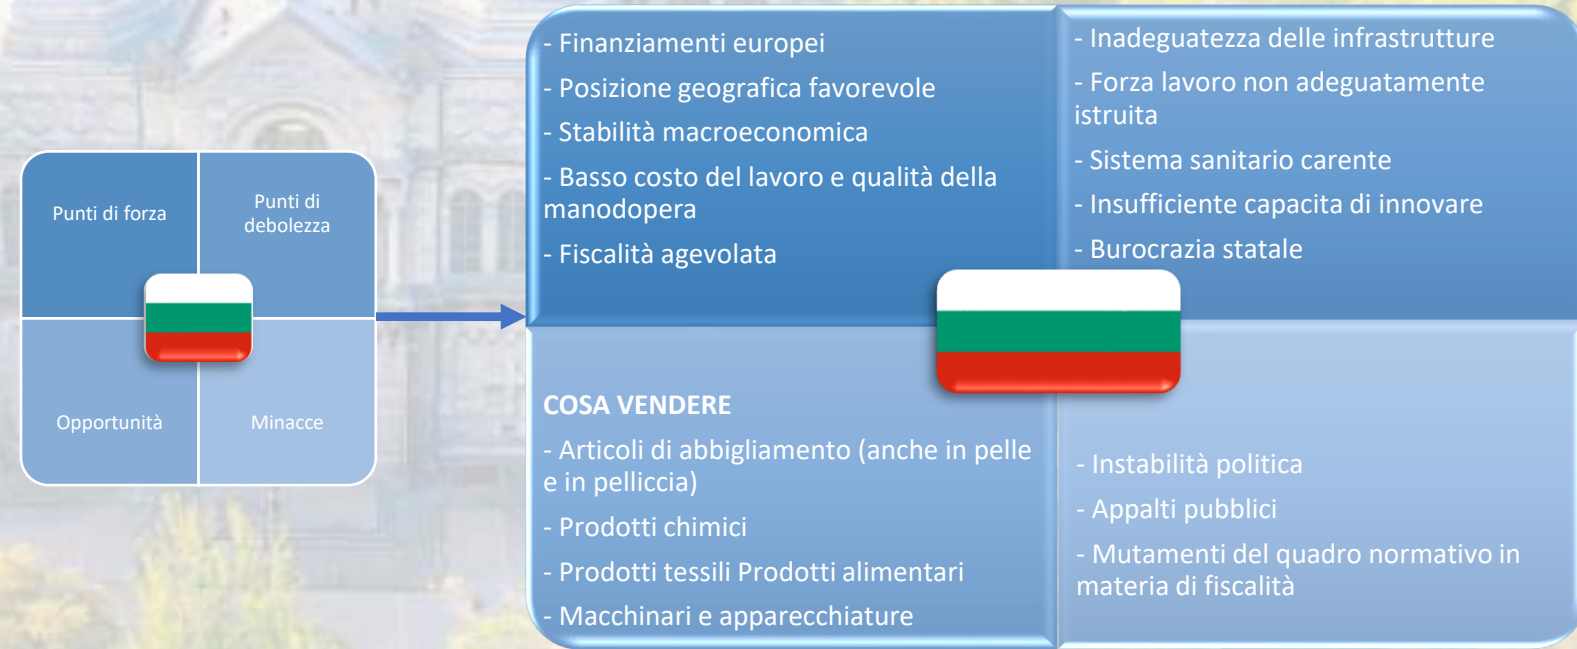 Punti di forza
Punti di
debolezza
Opportunità
Minacce
- Finanziamenti europei
- Posizione geografica favorevole
- Stabilità macroeconomica
- Basso costo del lavoro e qualità della
manodopera
- Fiscalità agevolata
- Inadeguatezza delle infrastrutture
- Forza lavoro non adeguatamente
istruita
- Sistema sanitario carente
- Insufficiente capacita di innovare
- Burocrazia statale
COSA VENDERE
- Articoli di abbigliamento (anche in pelle
e in pelliccia)
- Prodotti chimici
- Prodotti tessili Prodotti alimentari
- Macchinari e apparecchiature
- Instabilità politica
- Appalti pubblici
- Mutamenti del quadro normativo in
materia di fiscalità